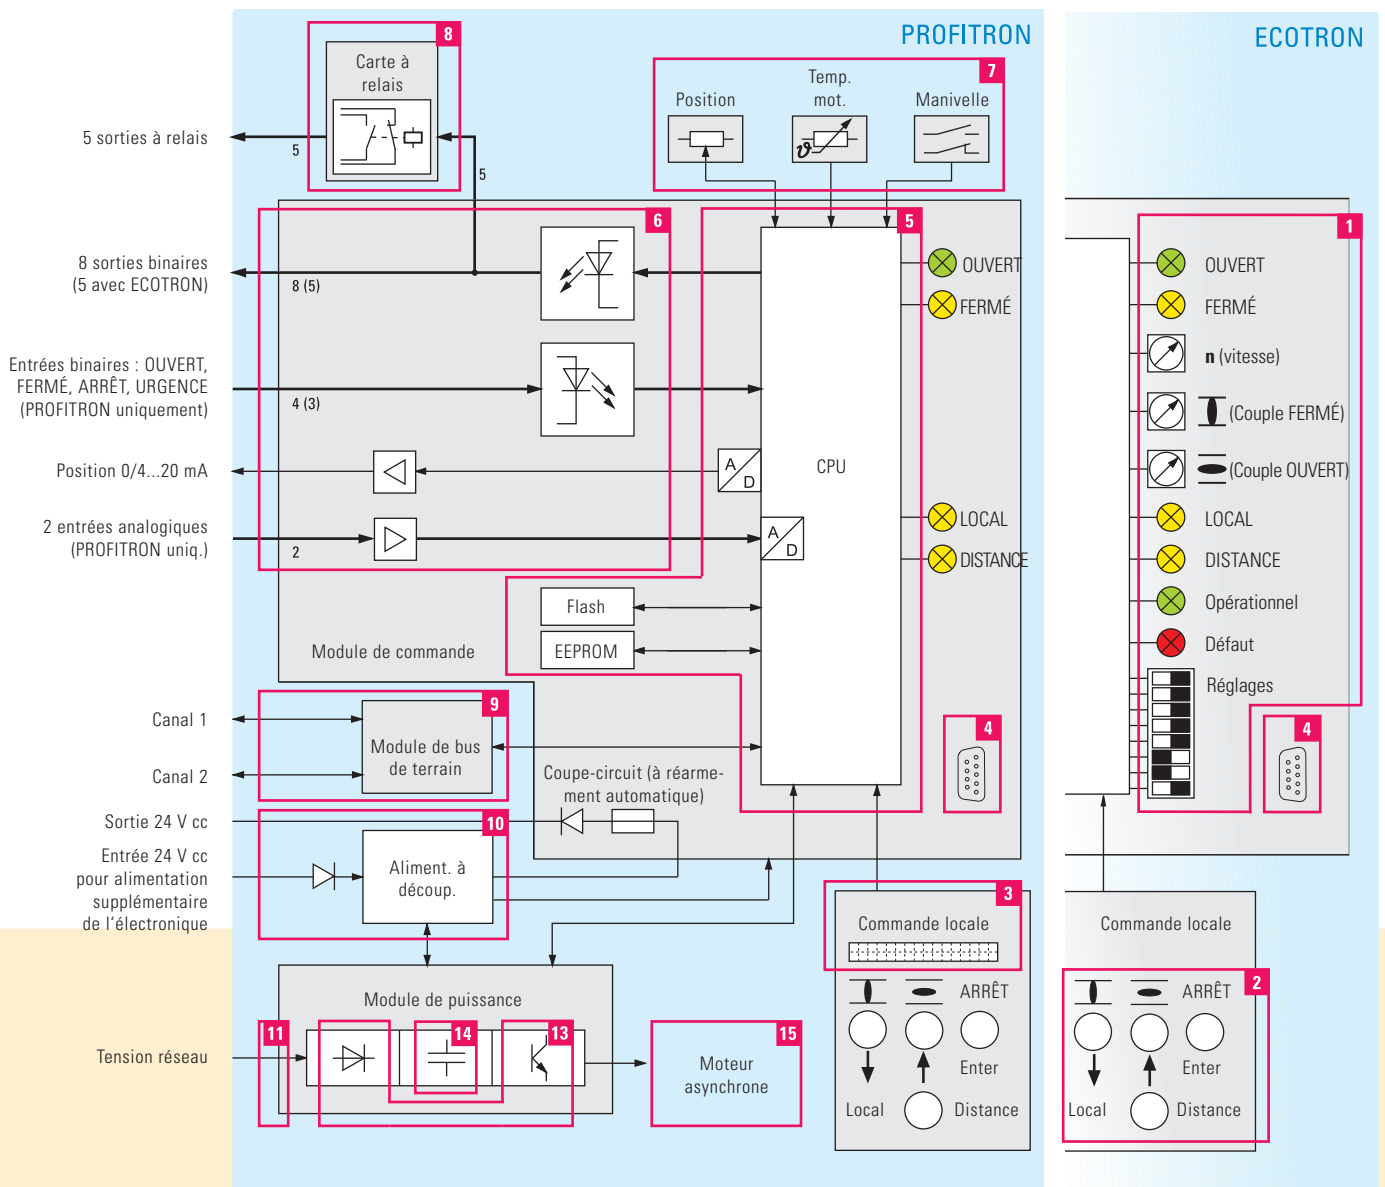 PROFITRON
ECOTRON
8
Carte à
relais
5 sorties à relais
5
5
7
Position
Temp.
mot.
Manivelle
ϑ
6
5
1
8 sorties binaires
(5 avec ECOTRON)
8 (5)
OUVERT
FERMÉ
Entrées binaires : OUVERT,
FERMÉ, ARRÊT, URGENCE
(PROFITRON uniquement)
4 (3)
Position 0/4...20 mA
A
D
CPU
2 entrées analogiques
(PROFITRON uniq.)
2
A
D
LOCAL
DISTANCE
Flash
EEPROM
Module de commande
OUVERT
FERMÉ
n (vitesse)
(Couple FERMÉ)
(Couple OUVERT)
LOCAL
DISTANCE
Opérationnel
Défaut
Réglages
9
Canal 1
Canal 2
Module de bus
de terrain
4
4
Coupe-circuit (à réarme-
ment automatique)
Sortie 24 V cc
10
Entrée 24 V cc
pour alimentation
supplémentaire
de l'électronique
Aliment. à
découp.
3
Commande locale
ARRÊT
Enter
Local
Distance
Commande locale
2
ARRÊT
Enter
Local
Distance
Module de puissance
11
14
13
15
Tension réseau
Moteur
asynchrone